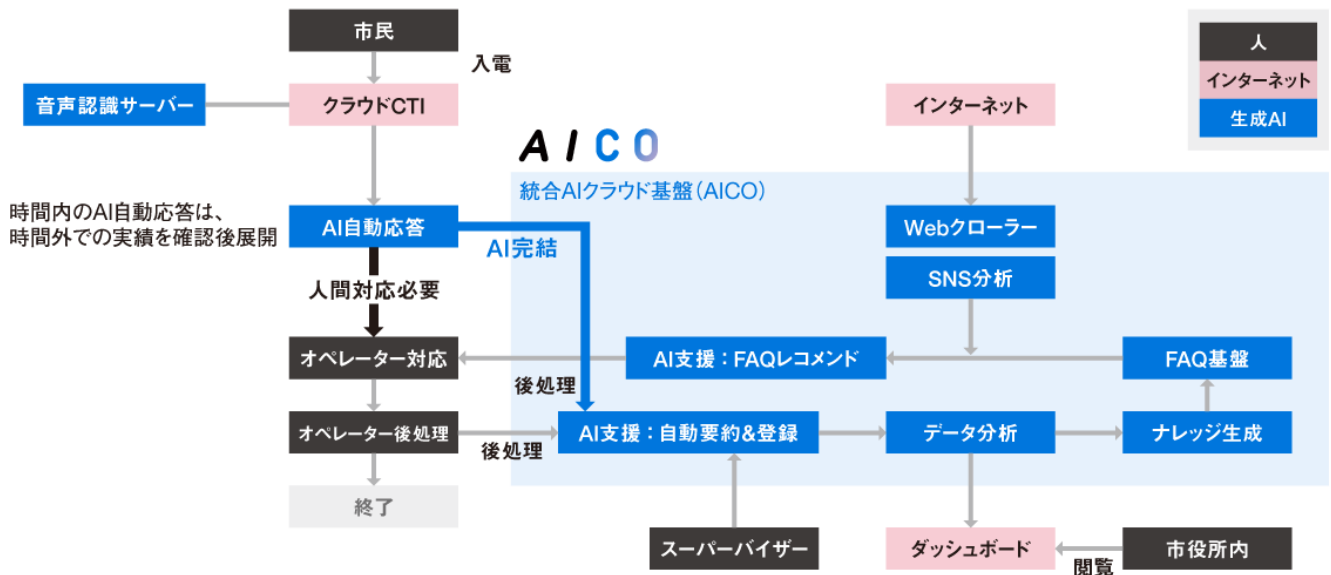 市民
入電
人
インターネット
生成AI
音声認識サーバー
クラウドCTI
インターネット
AICO
統合AIクラウド基盤(AICO)
時間内のAI自動応答は、
時間外での実績を確認後展開
AI自動応答
AI完結
Webクローラー
SNS分析
人間対応必要
オペレーター対応
AI支援：FAQレコメンド
FAQ基盤
後処理
オペレーター後処理
後処理
AI支援：自動要約&登録
データ分析
ナレッジ生成
終了
スーパーバイザー
ダッシュボード
閲覧
市役所内